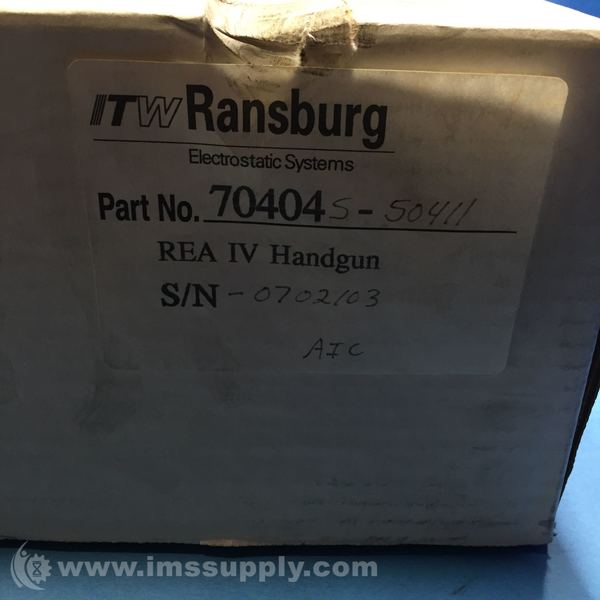 ITW Ransburg
Electrostatic Systems
Part No. 70404S-50411
REA IV Handgun
S/N-0702103
AIC
www.imssupply.com